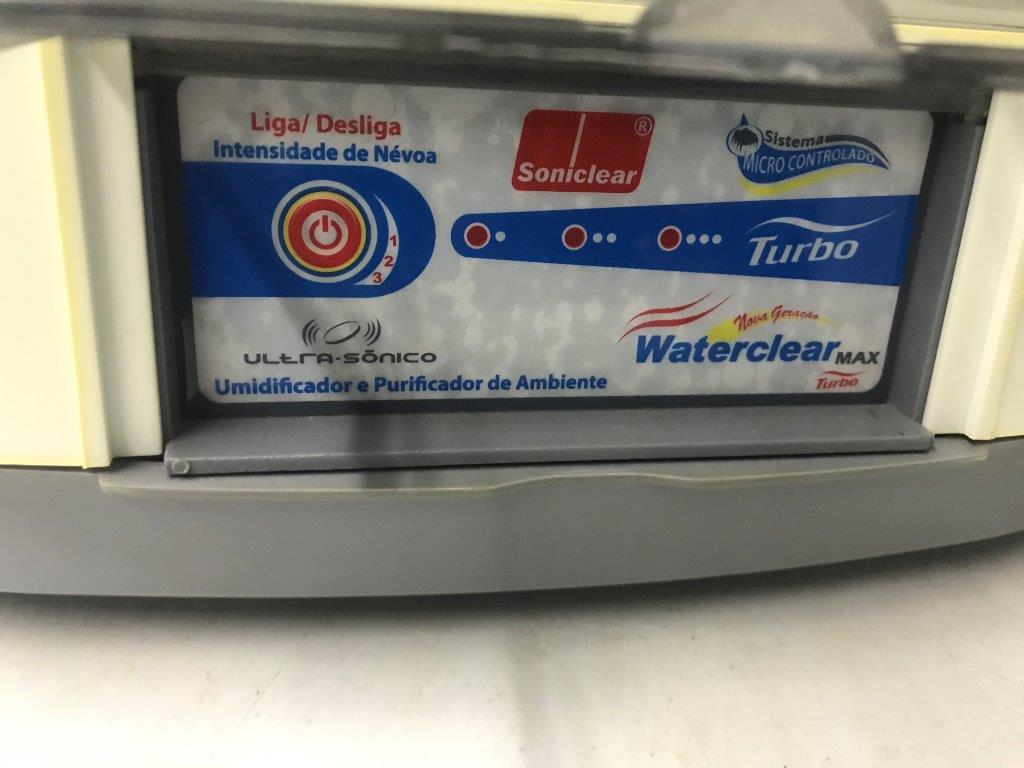 Liga/ Desliga
Intensidade de Névoa
1
2
3
Soniclear®
Sistema
MICRO CONTROLADO
Turbo
ULtrA-SÔNICO
Umidificador e Purificador de Ambiente
Nova Geração
Waterclear MAX
Turbo